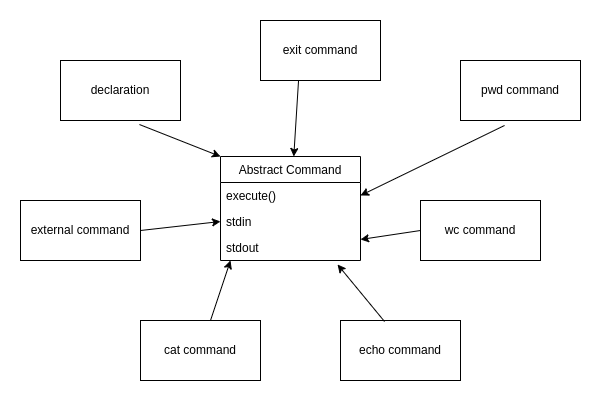 exit command
declaration
pwd command
Abstract Command
execute()
stdin
stdout
external command
wc command
cat command
echo command